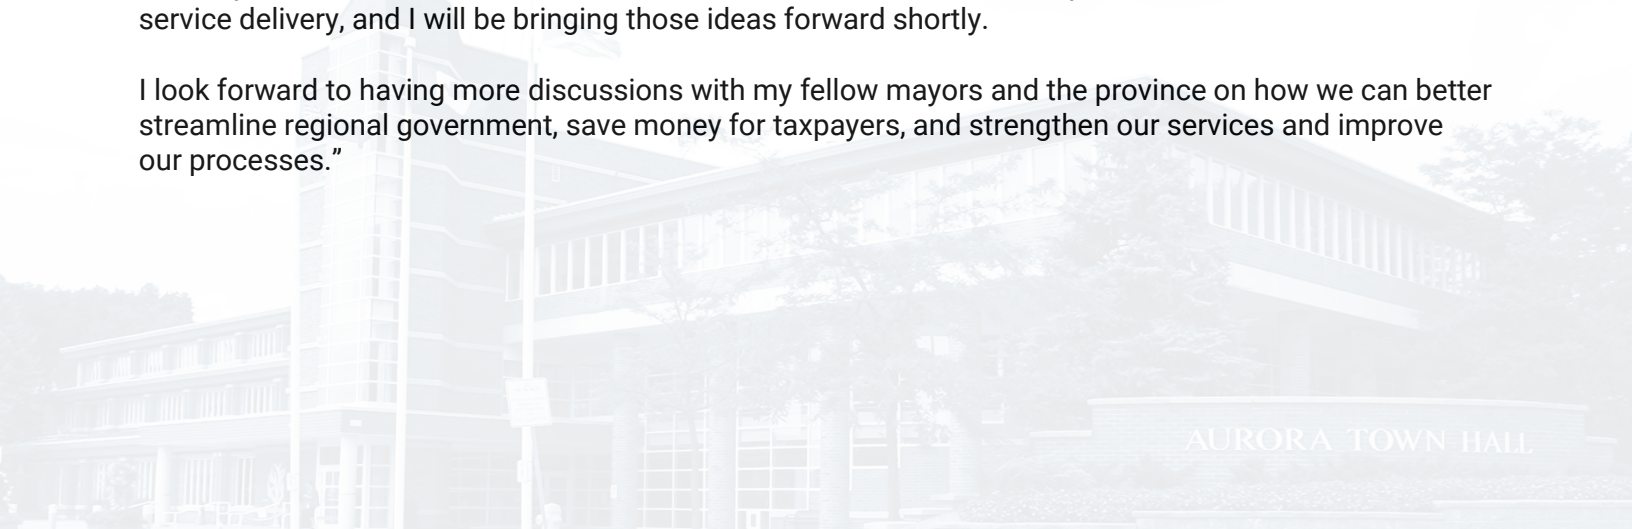 service delivery, and I will be bringing those ideas forward shortly.
I look forward to having more discussions with my fellow mayors and the province on how we can better
streamline regional government, save money for taxpayers, and strengthen our services and improve
our processes.”
AURORA TOWN HALL